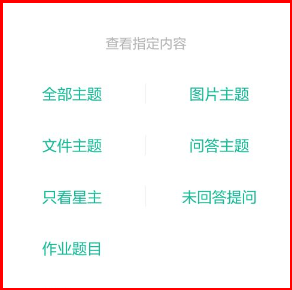 查看指定内容
全部主题 图片主题
文件主题 问答主题
只看星主 未回答提问
作业题目